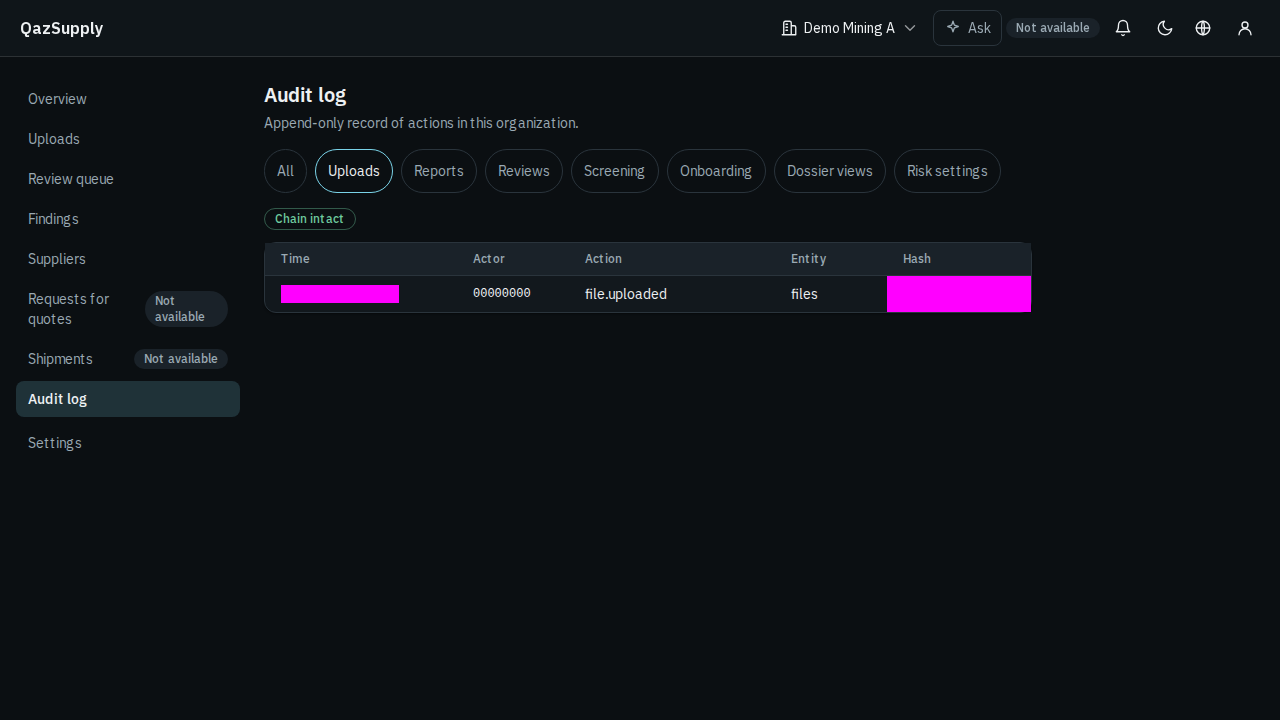 QazSupply
Demo Mining A
Ask
Not available
Overview
Uploads
Review queue
Findings
Suppliers
Requests for
quotes
Not
available
Shipments
Not available
Audit log
Settings
Audit log
Append-only record of actions in this organization.
All
Uploads
Reports
Reviews
Screening
Onboarding
Dossier views
Risk settings
Chain intact
Time
Actor
Action
Entity
Hash
00000000
file.uploaded
files